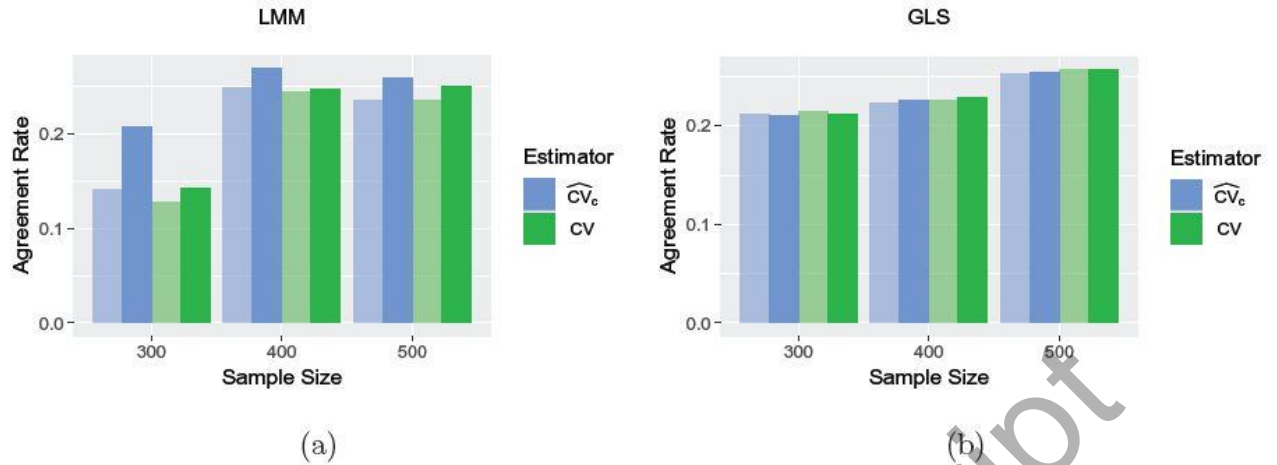 LMM
Agreement Rate
0.2
0.1
0.0
300 400 500
Sample Size
Estimator
CV̂c
CV
(a)
GLS
Agreement Rate
0.2
0.1
0.0
300 400 500
Sample Size
Estimator
CV̂c
CV
(b)